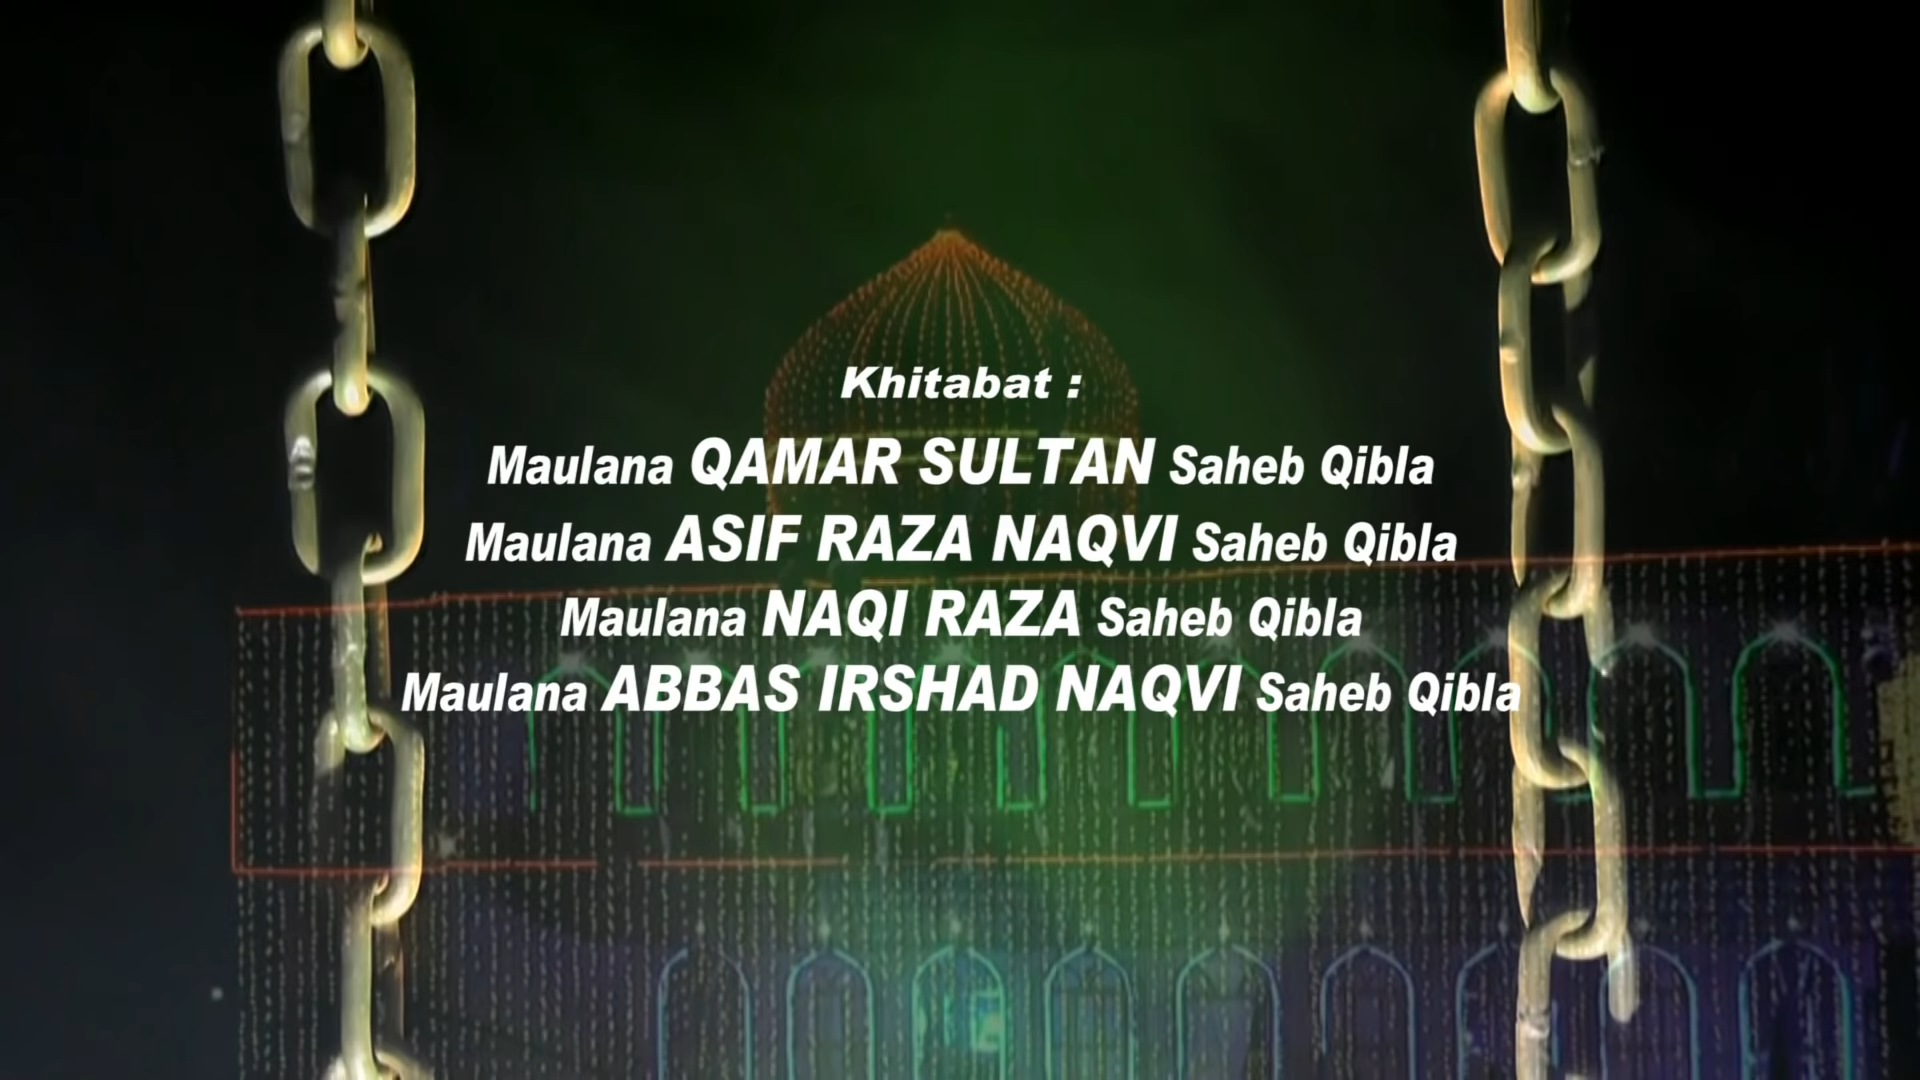 Khitabat :
Maulana QAMAR SULTAN Saheb Qibla
Maulana ASIF RAZA NAQVI Saheb Qibla
Maulana NAQI RAZA Saheb Qibla
Maulana ABBAS IRSHAD NAQVI Saheb Qibla